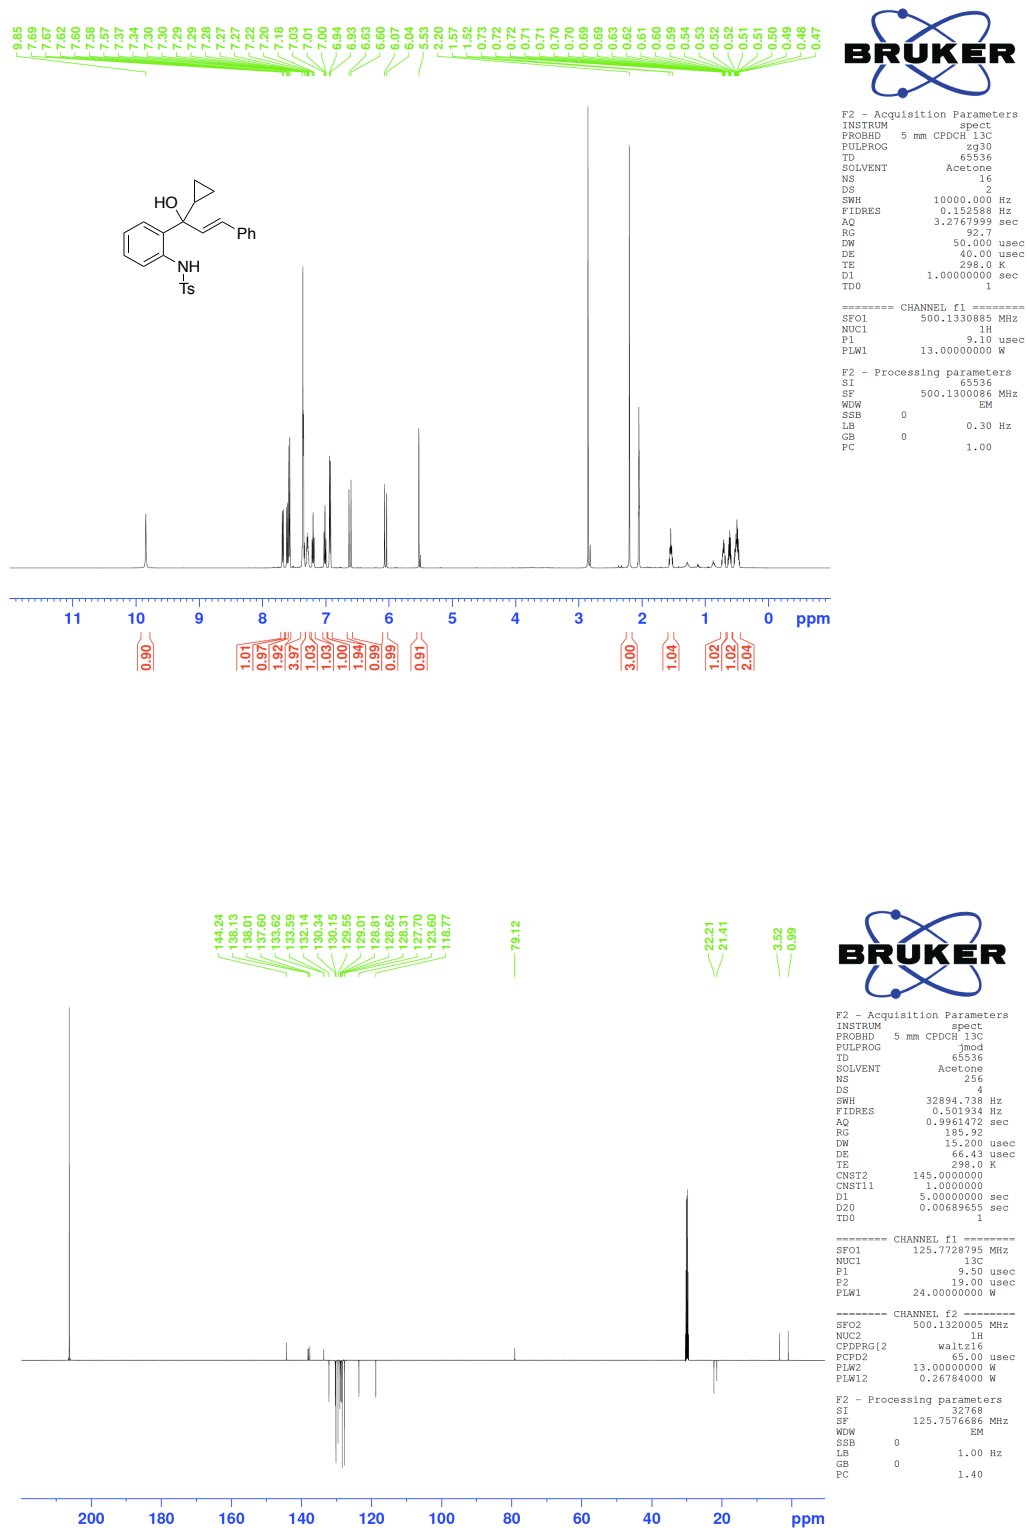 9.85 7.69 7.67 7.62 7.60 7.58 7.57 7.37 7.34 7.30 7.30 7.29 7.29 7.28 7.27 7.27 7.22 7.20 7.18 7.03 7.01 7.00 6.94 6.93 6.63 6.60 6.07 6.04 5.53 2.20 1.57 1.52 0.73 0.72 0.72 0.71 0.71 0.70 0.70 0.69 0.69 0.63 0.62 0.61 0.60 0.59 0.54 0.53 0.52 0.52 0.51 0.51 0.50 0.49 0.48 0.47
BRUKER
F2 - Acquisition Parameters
INSTRUM spect
PROBHD 5 mm CPDCH 13C
PULPROG zg30
TD 65536
SOLVENT Acetone
NS 16
DS 2
SWH 10000.000 Hz
FIDRES 0.152588 Hz
AQ 3.2767999 sec
RG 92.7
DW 50.000 usec
DE 40.00 usec
TE 298.0 K
D1 1.00000000 sec
TD0 1
======== CHANNEL f1 ========
SFO1 500.1330885 MHz
NUC1 1H
P1 9.10 usec
PLW1 13.00000000 W
F2 - Processing parameters
SI 65536
SF 500.1300086 MHz
WDW EM
SSB 0
LB 0.30 Hz
GB 0
PC 1.00
HO
Ph
NH
Ts
11 10 9 8 7 6 5 4 3 2 1 0 ppm
0.90 1.01 0.97 1.92 3.97 1.03 1.03 1.00 1.94 0.99 0.99 0.91 3.00 1.04 1.02 1.02 2.04
144.24 138.13 138.01 137.60 133.62 133.59 132.14 130.34 130.15 129.55 129.01 128.81 128.62 128.31 127.70 123.60 118.77 79.12 22.21 21.41 3.52 0.99
BRUKER
F2 - Acquisition Parameters
INSTRUM spect
PROBHD 5 mm CPDCH 13C
PULPROG jmod
TD 65536
SOLVENT Acetone
NS 256
DS 4
SWH 32894.738 Hz
FIDRES 0.501934 Hz
AQ 0.9961472 sec
RG 185.92
DW 15.200 usec
DE 66.43 usec
TE 298.0 K
CNST2 145.0000000
CNST11 1.0000000
D1 5.00000000 sec
D20 0.00689655 sec
TD0 1
======== CHANNEL f1 ========
SFO1 125.7728795 MHz
NUC1 13C
P1 9.50 usec
P2 19.00 usec
PLW1 24.00000000 W
======== CHANNEL f2 ========
SFO2 500.1320005 MHz
NUC2 1H
CPDPRG[2 waltz16
PCPD2 65.00 usec
PLW2 13.00000000 W
PLW12 0.26784000 W
F2 - Processing parameters
SI 32768
SF 125.7576686 MHz
WDW EM
SSB 0
LB 1.00 Hz
GB 0
PC 1.40
200 180 160 140 120 100 80 60 40 20 ppm